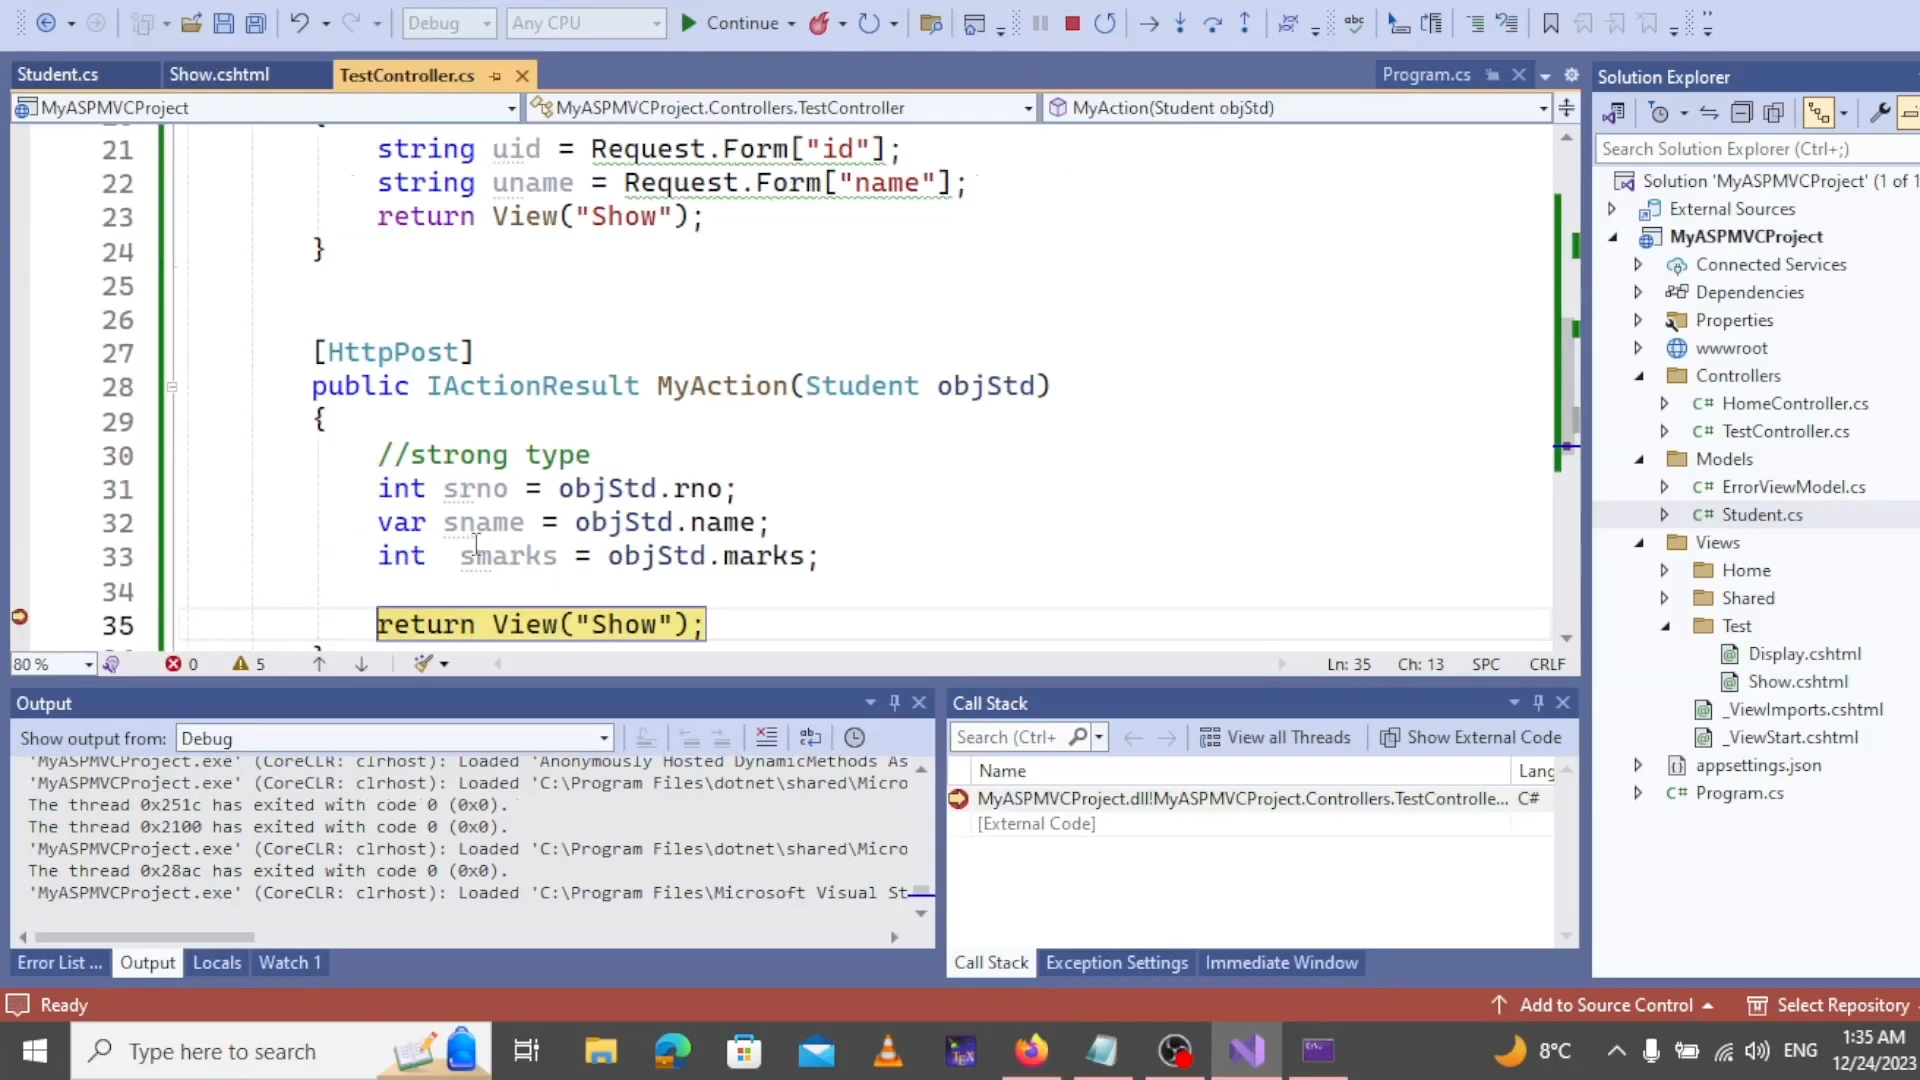 Debug
Any CPU
Continue
Student.cs
Show.cshtml
TestController.cs
Program.cs
MyASPMVCProject
MyASPMVCProject.Controllers.TestController
MyAction(Student objStd)
21 string uid = Request.Form["id"];
22 string uname = Request.Form["name"];
23 return View("Show");
24 }
25
26
27 [HttpPost]
28 public IActionResult MyAction(Student objStd)
29 {
30 //strong type
31 int srno = objStd.rno;
32 var sname = objStd.name;
33 int smarks = objStd.marks;
34
35 return View("Show");
80 %
0
5
Ln: 35
Ch: 13
SPC
CRLF
Output
Show output from:
Debug
'MyASPMVCProject.exe' (CoreCLR: clrhost): Loaded 'Anonymously Hosted DynamicMethods As
'MyASPMVCProject.exe' (CoreCLR: clrhost): Loaded 'C:\Program Files\dotnet\shared\Micro
The thread 0x251c has exited with code 0 (0x0).
The thread 0x2100 has exited with code 0 (0x0).
'MyASPMVCProject.exe' (CoreCLR: clrhost): Loaded 'C:\Program Files\dotnet\shared\Micro
The thread 0x28ac has exited with code 0 (0x0).
'MyASPMVCProject.exe' (CoreCLR: clrhost): Loaded 'C:\Program Files\Microsoft Visual St
Error List ...
Output
Locals
Watch 1
Call Stack
Search (Ctrl+
View all Threads
Show External Code
Name
Lang
MyASPMVCProject.dll!MyASPMVCProject.Controllers.TestControlle...
C#
[External Code]
Call Stack
Exception Settings
Immediate Window
Solution Explorer
Search Solution Explorer (Ctrl+;)
Solution 'MyASPMVCProject' (1 of 1
External Sources
MyASPMVCProject
Connected Services
Dependencies
Properties
wwwroot
Controllers
C# HomeController.cs
C# TestController.cs
Models
C# ErrorViewModel.cs
C# Student.cs
Views
Home
Shared
Test
Display.cshtml
Show.cshtml
_ViewImports.cshtml
_ViewStart.cshtml
appsettings.json
C# Program.cs
Ready
Add to Source Control
Select Repository
Type here to search
8°C
ENG
1:35 AM
12/24/2023